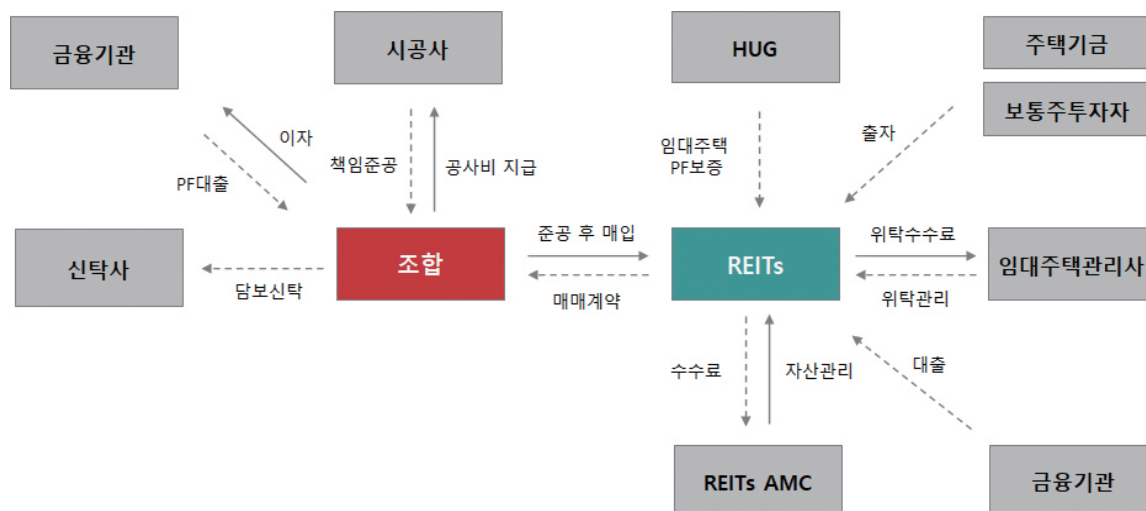 금융기관
시공사
HUG
주택기금
보통주투자자
이자
PF대출
책임준공
공사비 지급
임대주택
PF보증
출자
신탁사
담보신탁
조합
준공 후 매입
매매계약
REITs
위탁수수료
위탁관리
임대주택관리사
수수료
자산관리
대출
REITs AMC
금융기관